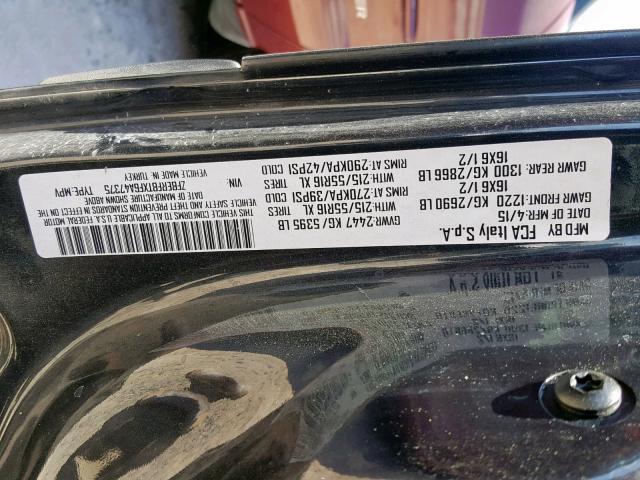 MFD BY FCA Italy S.p.A.
DATE OF MFR:4/15 GVWR:2447 KG/ 5395 LB
GAWR FRONT:1220 KG/2690 LB WITH:215/55R16 XL TIRES
16X6 1/2 RIMS AT:270KPA/39PSI COLD
GAWR REAR: 1300 KG/2866 LB WITH:215/55R16 XL TIRES
16X6 1/2 RIMS AT:290KPA/42PSI COLD
THIS VEHICLE CONFORMS TO ALL APPLICABLE U.S.A. FEDERAL MOTOR
VEHICLE SAFETY, BUMPER, AND THEFT PREVENTION STANDARDS IN EFFECT ON THE
DATE OF MANUFACTURE SHOWN ABOVE
VIN: TYPE:MPV
VEHICLE MADE IN: TURKEY